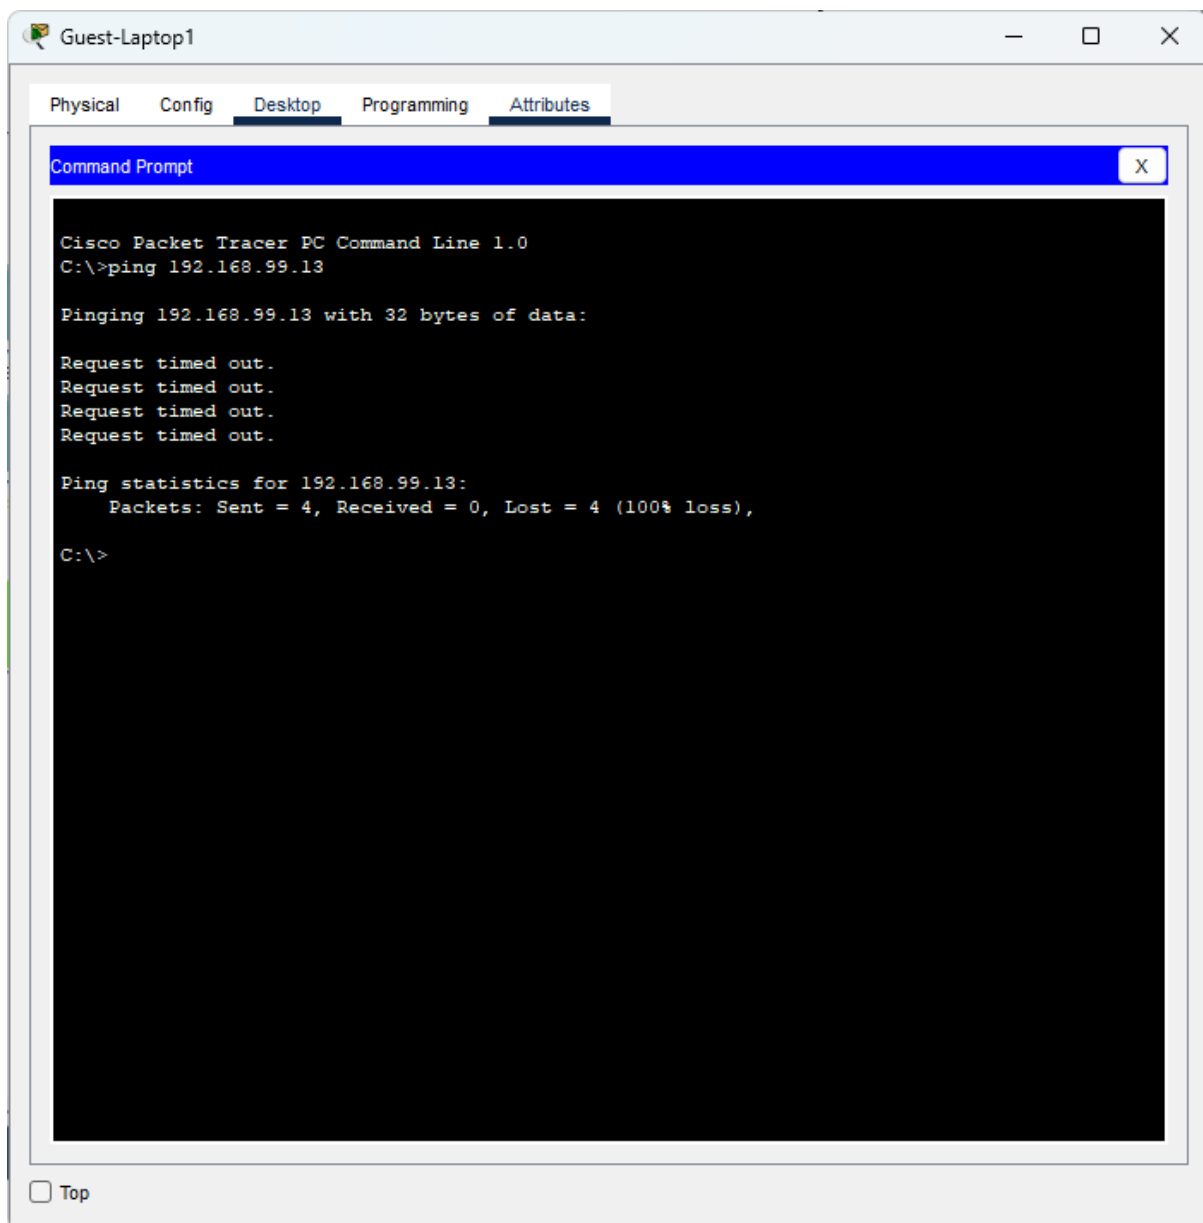 Guest-Laptop1
Physical Config Desktop Programming Attributes
Command Prompt X
Cisco Packet Tracer PC Command Line 1.0
C:\>ping 192.168.99.13
Pinging 192.168.99.13 with 32 bytes of data:
Request timed out.
Request timed out.
Request timed out.
Request timed out.
Ping statistics for 192.168.99.13:
    Packets: Sent = 4, Received = 0, Lost = 4 (100% loss),
C:\>
Top